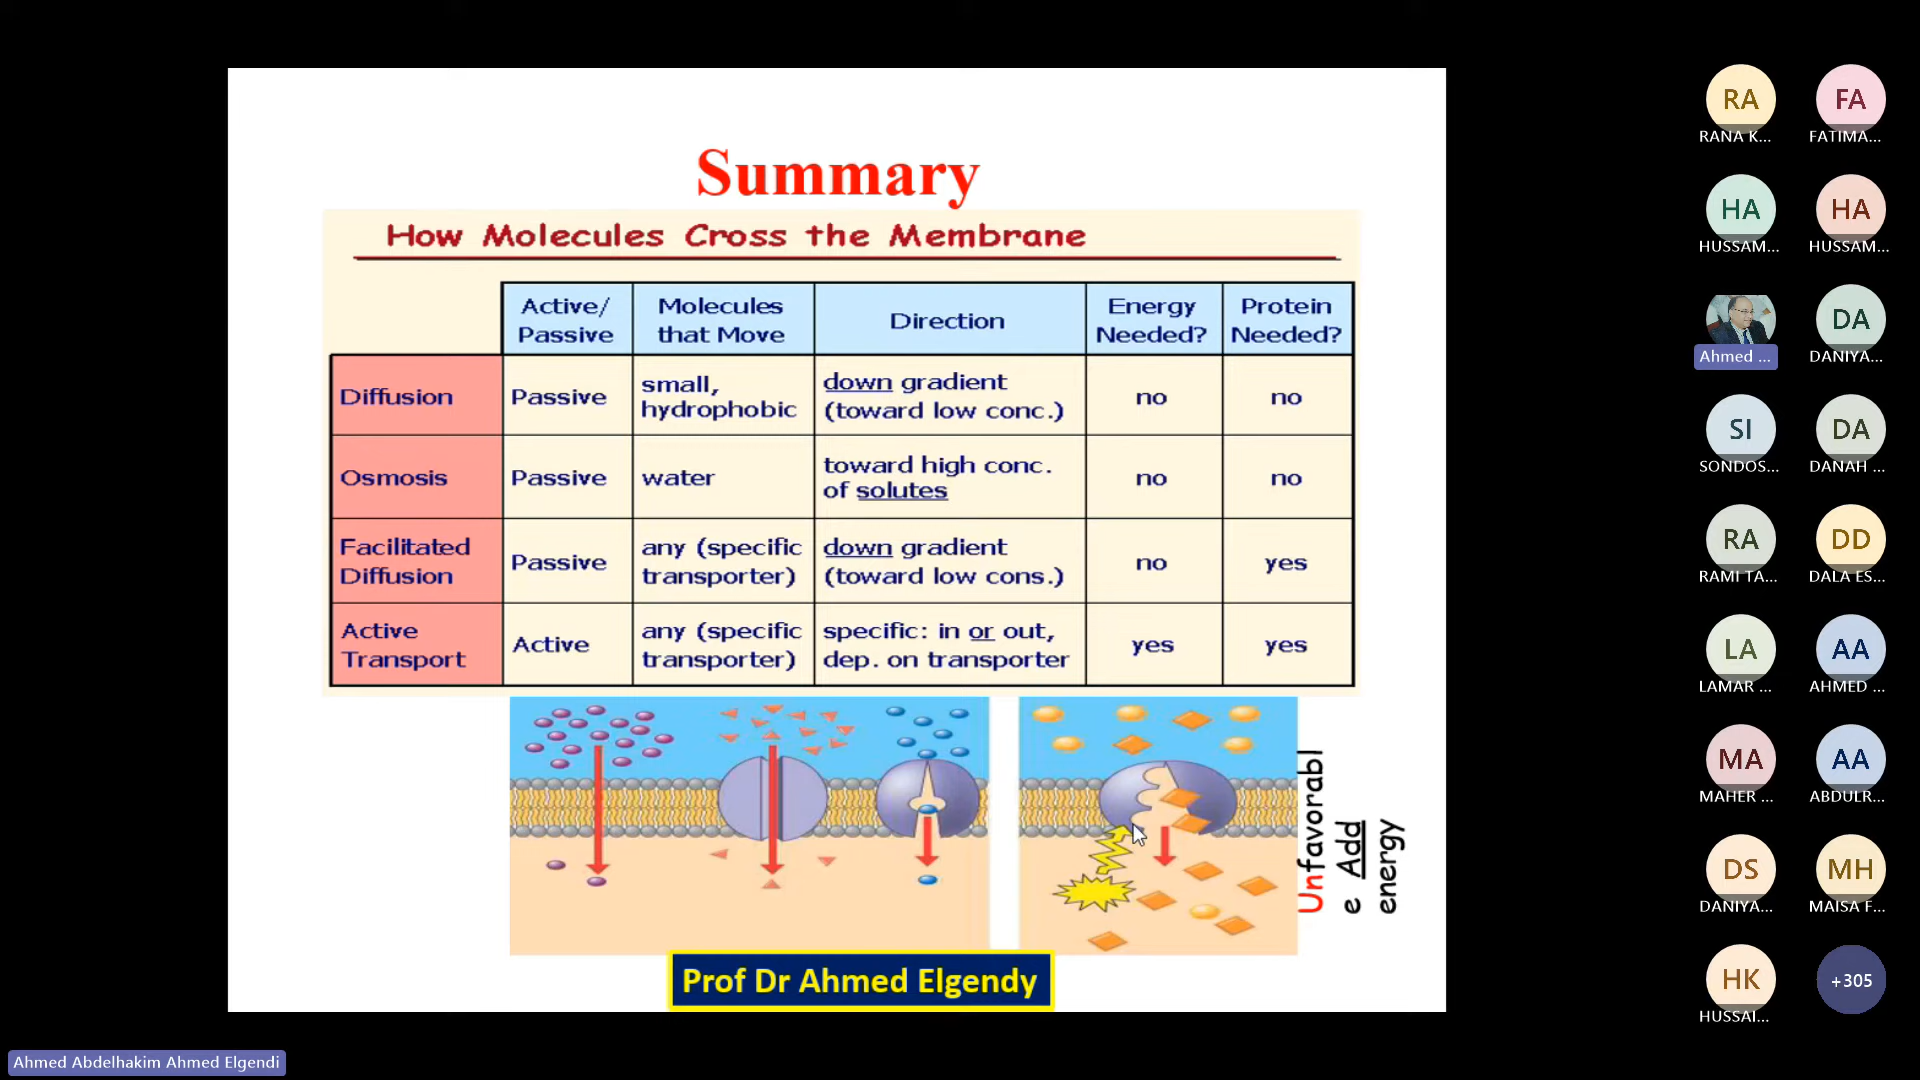 Summary
How Molecules Cross the Membrane
Active/
Passive
Molecules
that Move
Direction
Energy
Needed?
Protein
Needed?
Diffusion
Passive
small,
hydrophobic
down gradient
(toward low conc.)
no
no
Osmosis
Passive
water
toward high conc.
of solutes
no
no
Facilitated
Diffusion
Passive
any (specific
transporter)
down gradient
(toward low cons.)
no
yes
Active
Transport
Active
any (specific
transporter)
specific: in or out,
dep. on transporter
yes
yes
Unfavorabl
e Add
energy
Prof Dr Ahmed Elgendy
RA
RANA K...
FA
FATIMA...
HA
HUSSAM...
HA
HUSSAM...
Ahmed ...
DA
DANIYA...
SI
SONDOS...
DA
DANAH ...
RA
RAMI TA...
DD
DALA ES...
LA
LAMAR ...
AA
AHMED ...
MA
MAHER ...
AA
ABDULR...
DS
DANIYA...
MH
MAISA F...
HK
HUSSAI...
+305
Ahmed Abdelhakim Ahmed Elgendi